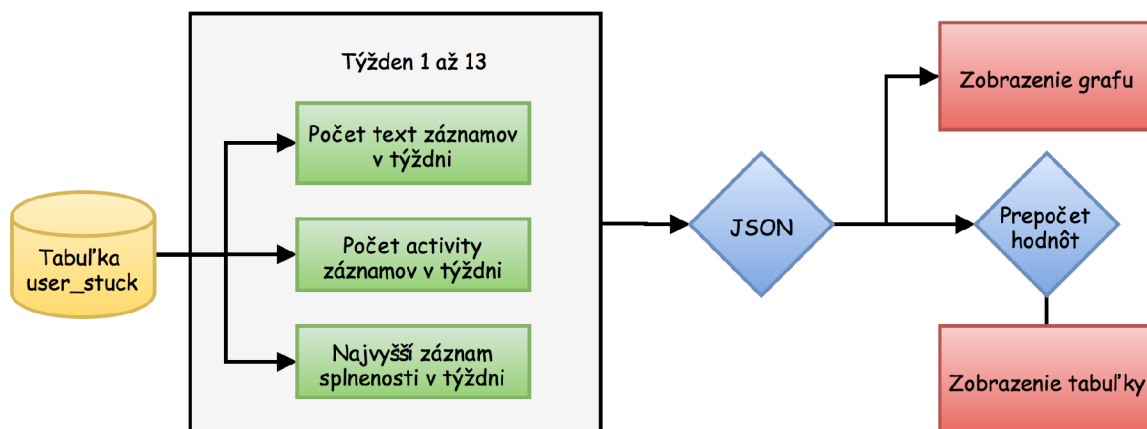 Týžden 1 až 13
Počet text záznamov
v týždni
Počet activity
záznamov v týždni
Najvyšší záznam
splnenosti v týždni
Tabuľka
user_stuck
JSON
Zobrazenie grafu
Prepočet
hodnôt
Zobrazenie tabuľky